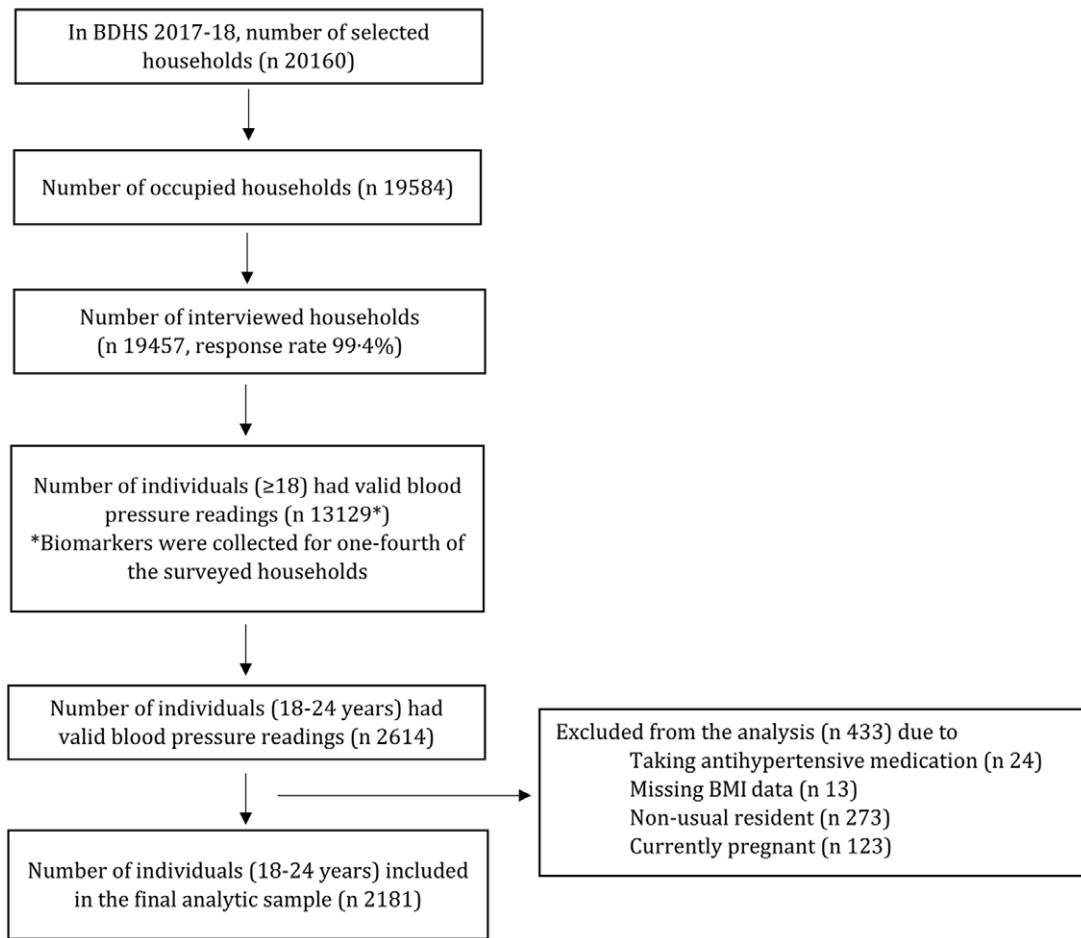 In BDHS 2017-18, number of selected
households (n 20160)
Number of occupied households (n 19584)
Number of interviewed households
(n 19457, response rate 99·4%)
Number of individuals (≥18) had valid blood
pressure readings (n 13129*)
*Biomarkers were collected for one-fourth of
the surveyed households
Number of individuals (18-24 years) had
valid blood pressure readings (n 2614)
Excluded from the analysis (n 433) due to
Taking antihypertensive medication (n 24)
Missing BMI data (n 13)
Non-usual resident (n 273)
Currently pregnant (n 123)
Number of individuals (18-24 years) included
in the final analytic sample (n 2181)